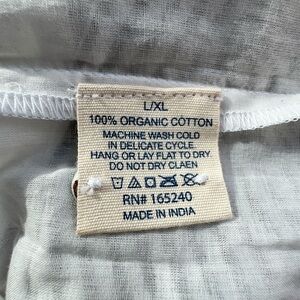 L/XL
100% ORGANIC COTTON
MACHINE WASH COLD
IN DELICATE CYCLE.
HANG OR LAY FLAT TO DRY.
DO NOT DRY CLAEN
RN# 165240
MADE IN INDIA